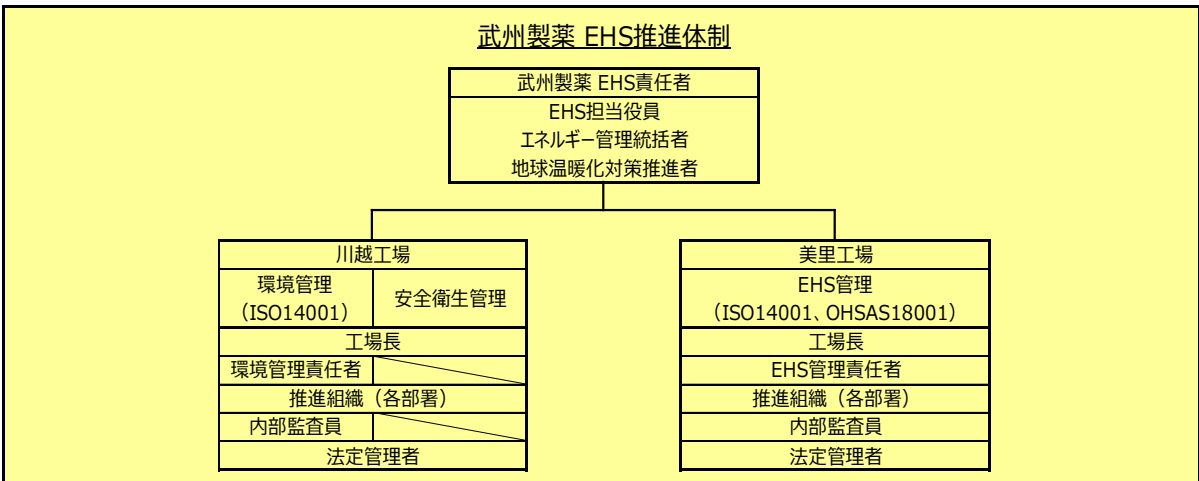 武州製薬 EHS推進体制
武州製薬 EHS責任者
EHS担当役員
エネルギー管理統括者
地球温暖化対策推進者
川越工場
環境管理
（ISO14001）
安全衛生管理
工場長
環境管理責任者
推進組織（各部署）
内部監査員
法定管理者
美里工場
EHS管理
（ISO14001、OHSAS18001）
工場長
EHS管理責任者
推進組織（各部署）
内部監査員
法定管理者